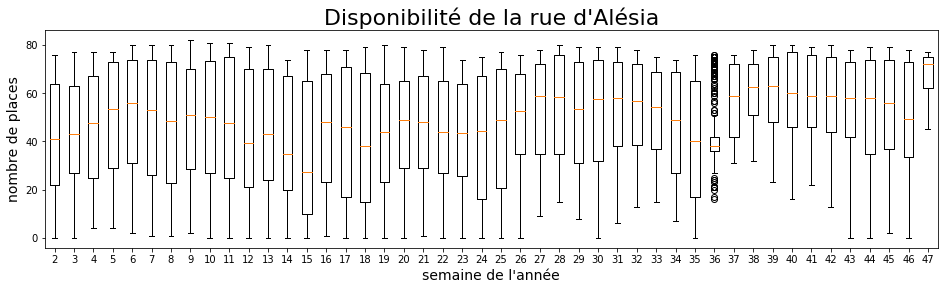 Disponibilité de la rue d'Alésia
nombre de places
80
60
40
20
0
2 3 4 5 6 7 8 9 10 11 12 13 14 15 16 17 18 19 20 21 22 23 24 25 26 27 28 29 30 31 32 33 34 35 36 37 38 39 40 41 42 43 44 45 46 47
semaine de l'année